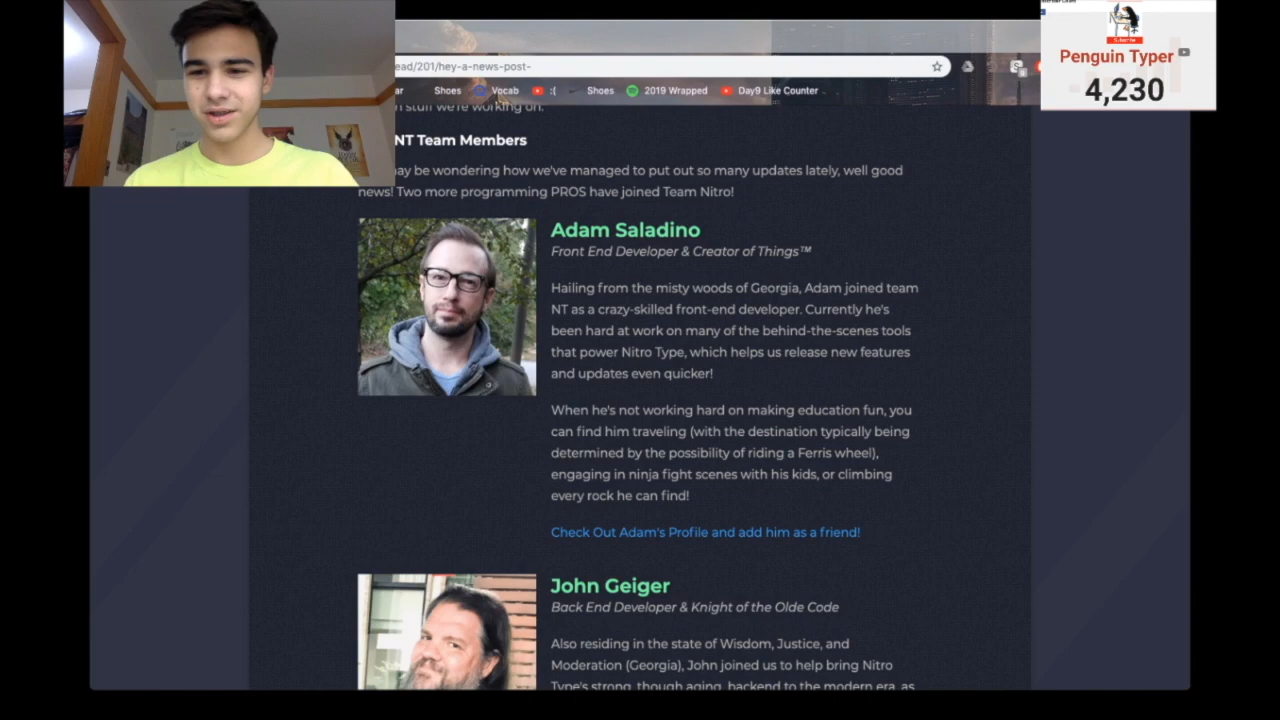 Penguin Typer
4,230
ead/201/hey-a-news-post-
ar Shoes Vocab :( Shoes 2019 Wrapped Day9 Like Counter
n stuff we're working on.
NT Team Members
ay be wondering how we've managed to put out so many updates lately, well good
news! Two more programming PROS have joined Team Nitro!
Adam Saladino
Front End Developer & Creator of Things™
Hailing from the misty woods of Georgia, Adam joined team
NT as a crazy-skilled front-end developer. Currently he's
been hard at work on many of the behind-the-scenes tools
that power Nitro Type, which helps us release new features
and updates even quicker!
When he's not working hard on making education fun, you
can find him traveling (with the destination typically being
determined by the possibility of riding a Ferris wheel),
engaging in ninja fight scenes with his kids, or climbing
every rock he can find!
Check Out Adam's Profile and add him as a friend!
John Geiger
Back End Developer & Knight of the Olde Code
Also residing in the state of Wisdom, Justice, and
Moderation (Georgia), John joined us to help bring Nitro
Type's strong, though aging, backend to the modern era, as